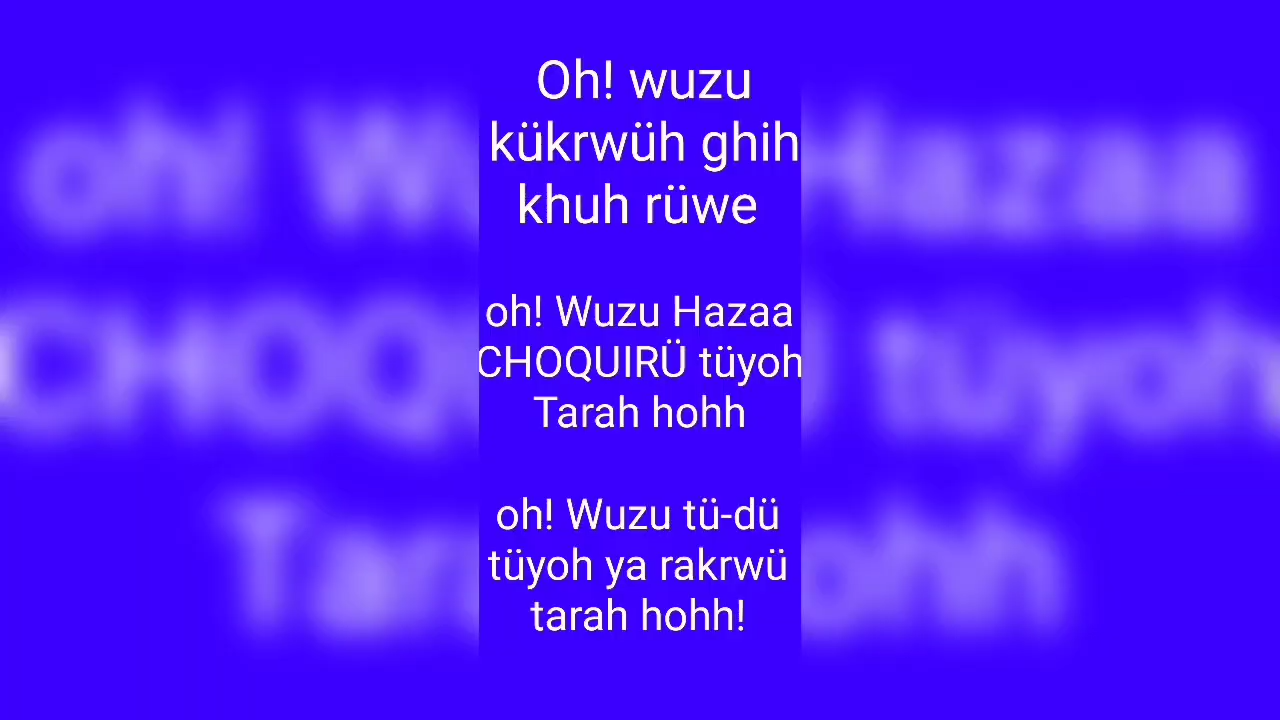 Oh! wuzu
kükrwüh ghih
khuh rüwe
oh! Wuzu Hazaa
CHOQUIRÜ tüyoh
Tarah hohh
oh! Wuzu tü-dü
tüyoh ya rakrwü
tarah hohh!